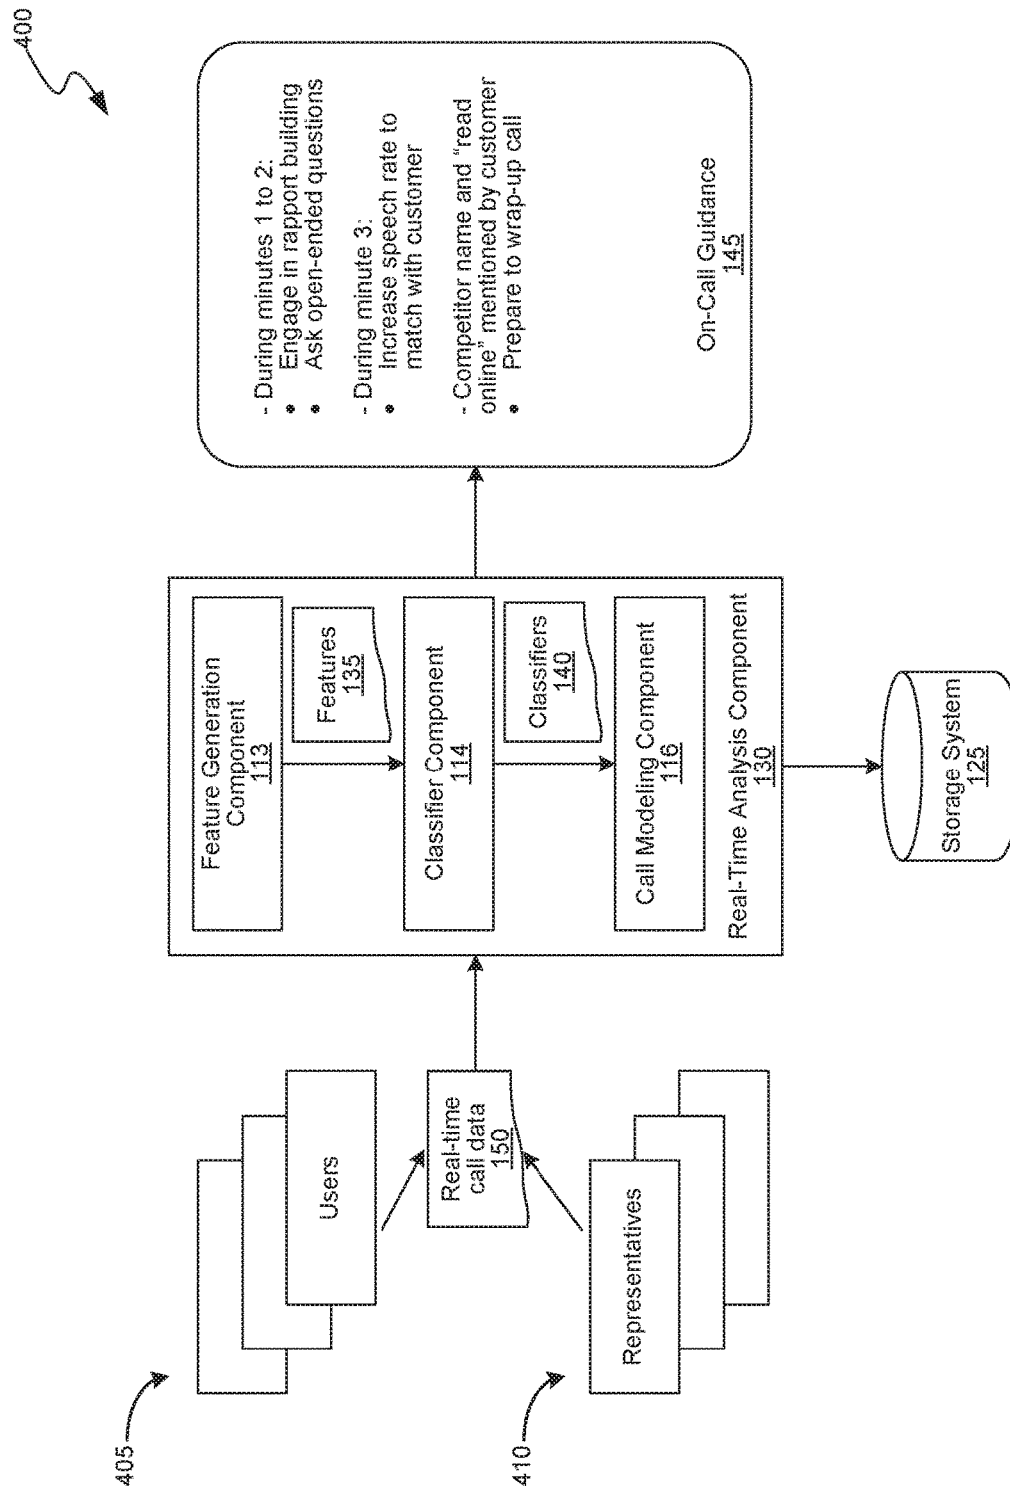 400
405
Users
Real-time
call data
150
410
Representatives
Feature Generation
Component
113
Features
135
Classifier Component
114
Classifiers
140
Call Modeling Component
116
Real-Time Analysis Component
130
Storage System
125
- During minutes 1 to 2:
• Engage in rapport building
• Ask open-ended questions
- During minute 3:
• Increase speech rate to
match with customer
- Competitor name and “read
online” mentioned by customer
• Prepare to wrap-up call
On-Call Guidance
145